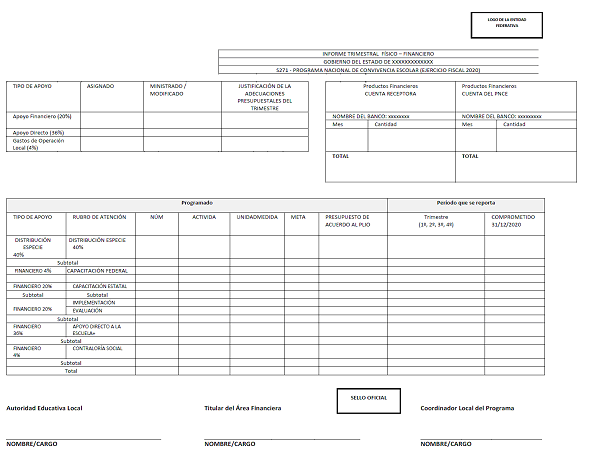 LOGO DE LA ENTIDAD
FEDERATIVA
INFORME TRIMESTRAL FÍSICO – FINANCIERO
GOBIERNO DEL ESTADO DE XXXXXXXXXXXXX
S271 - PROGRAMA NACIONAL DE CONVIVENCIA ESCOLAR (EJERCICIO FISCAL 2020)
TIPO DE APOYO ASIGNADO MINISTRADO / MODIFICADO JUSTIFICACIÓN DE LA ADECUACIONES PRESUPUESTALES DEL TRIMESTRE
Apoyo Financiero (20%)
Apoyo Directo (36%)
Gastos de Operación
Local (4%)
Productos Financieros Productos Financieros
CUENTA RECEPTORA CUENTA DEL PNCE
NOMBRE DEL BANCO: xxxxxxxx NOMBRE DEL BANCO: xxxxxxxxx
Mes Cantidad Mes Cantidad
TOTAL TOTAL
Programado Periodo que se reporta
TIPO DE APOYO RUBRO DE ATENCIÓN NÚM ACTIVIDA UNIDADMEDIDA META PRESUPUESTO DE ACUERDO AL PLIO Trimestre (1º, 2º, 3º, 4º) COMPROMETIDO 31/12/2020
DISTRIBUCIÓN DISTRIBUCIÓN ESPECIE
ESPECIE 40%
40%
Subtotal
FINANCIERO 4% CAPACITACIÓN FEDERAL
FINANCIERO 20% CAPACITACIÓN ESTATAL
Subtotal Subtotal
FINANCIERO 20% IMPLEMENTACIÓN
EVALUACIÓN
Subtotal
FINANCIERO APOYO DIRECTO A LA
36% ESCUELA+
Subtotal
FINANCIERO CONTRALORÍA SOCIAL
4%
Subtotal
Total
SELLO OFICIAL
Autoridad Educativa Local Titular del Área Financiera Coordinador Local del Programa
NOMBRE/CARGO NOMBRE/CARGO NOMBRE/CARGO